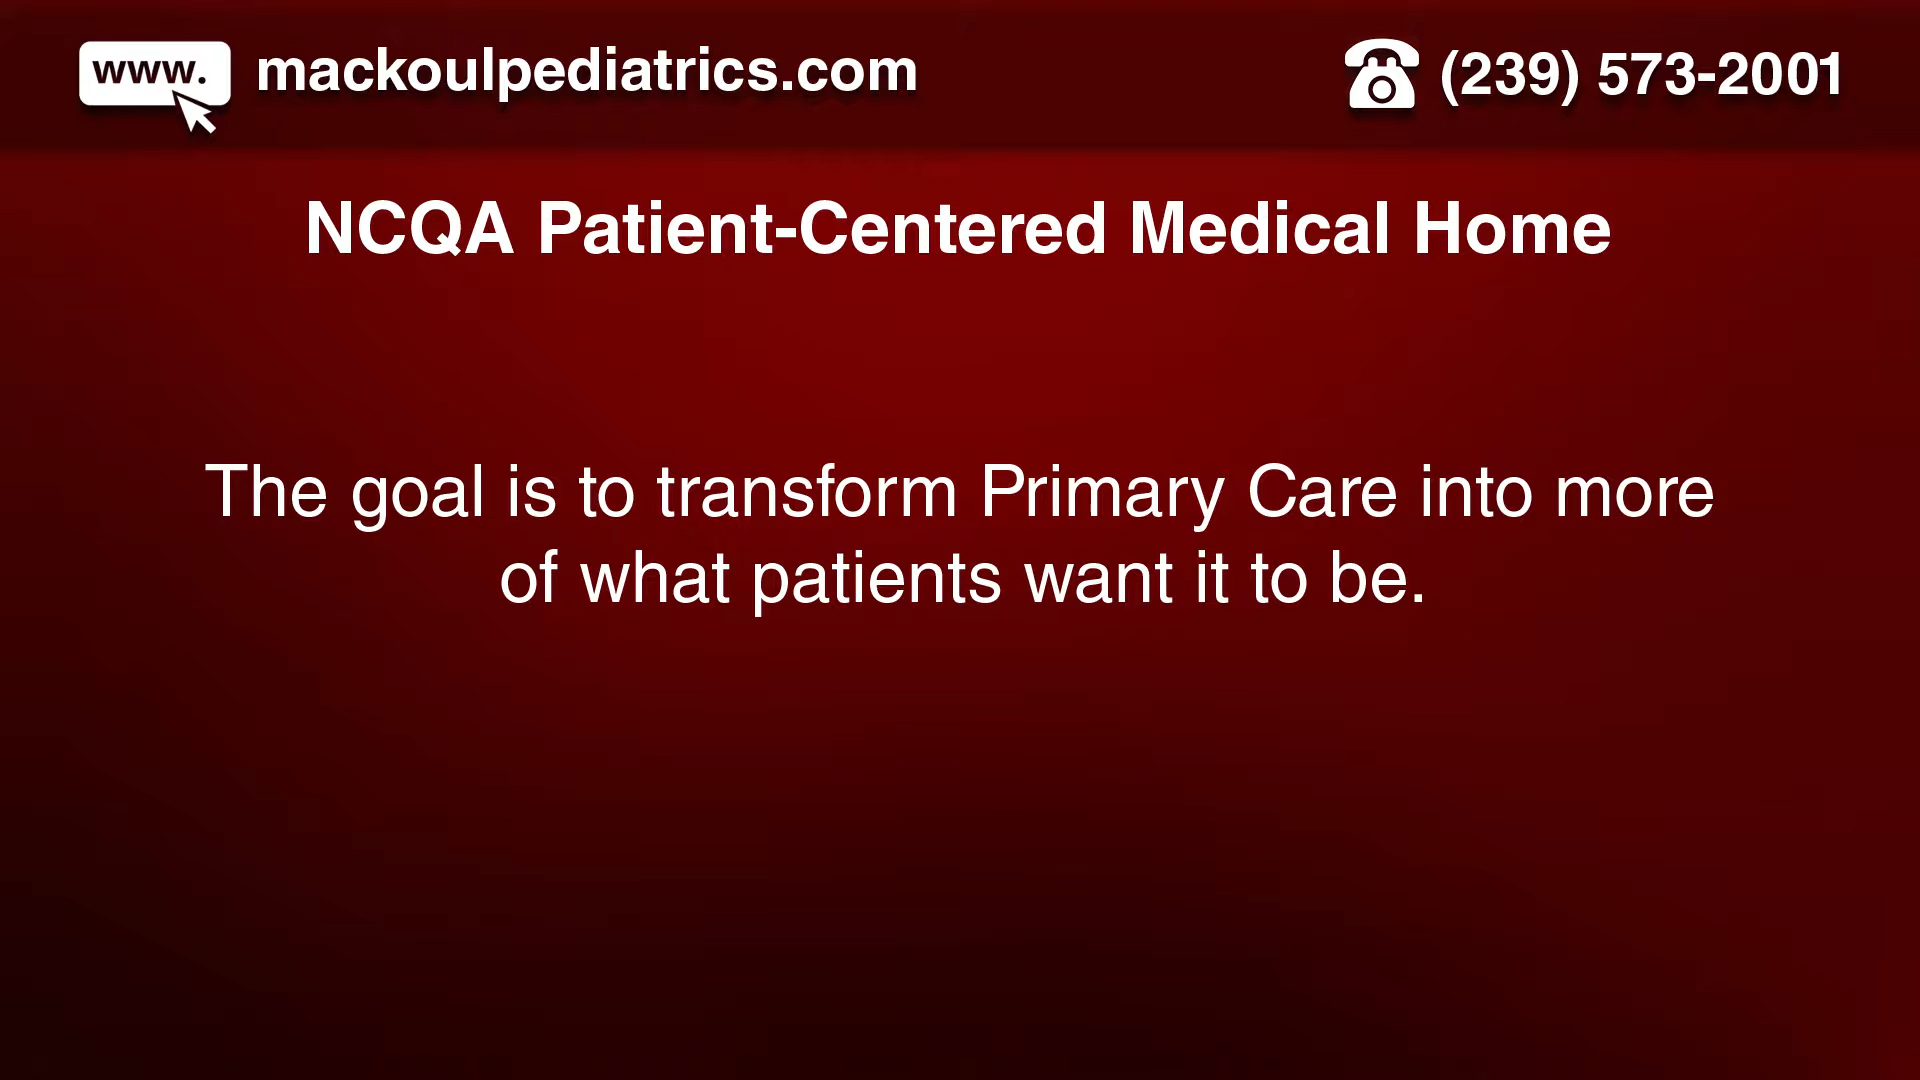 www. mackoulpediatrics.com
(239) 573-2001
NCQA Patient-Centered Medical Home
The goal is to transform Primary Care into more
of what patients want it to be.